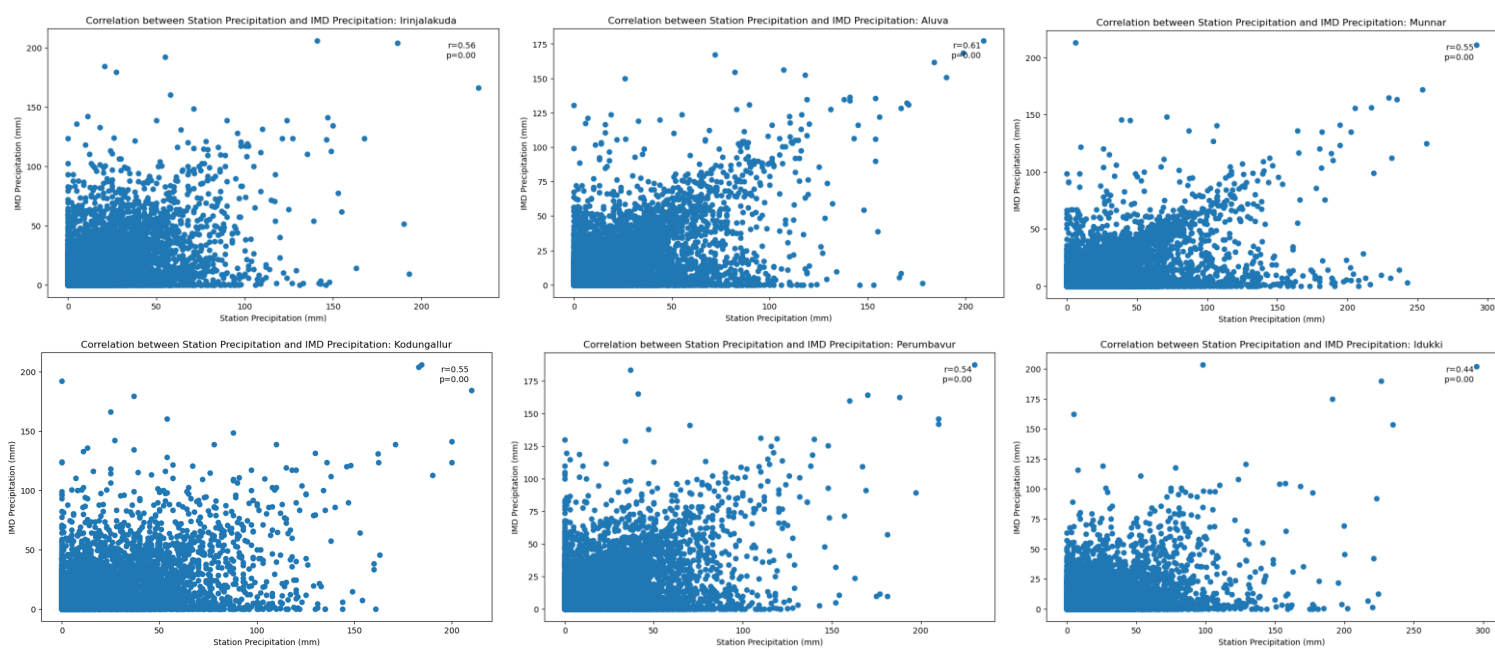 Correlation between Station Precipitation and IMD Precipitation: Irinjalakuda
r=0.56
p=0.00
IMD Precipitation (mm)
200
150
100
50
0
0 50 100 150 200
Station Precipitation (mm)
Correlation between Station Precipitation and IMD Precipitation: Aluva
r=0.61
p=0.00
IMD Precipitation (mm)
175
150
125
100
75
50
25
0
0 50 100 150 200
Station Precipitation (mm)
Correlation between Station Precipitation and IMD Precipitation: Munnar
r=0.55
p=0.00
IMD Precipitation (mm)
200
150
100
50
0
0 50 100 150 200 250 300
Station Precipitation (mm)
Correlation between Station Precipitation and IMD Precipitation: Kodungallur
r=0.55
p=0.00
IMD Precipitation (mm)
200
150
100
50
0
0 50 100 150 200
Station Precipitation (mm)
Correlation between Station Precipitation and IMD Precipitation: Perumbavur
r=0.54
p=0.00
IMD Precipitation (mm)
175
150
125
100
75
50
25
0
0 50 100 150 200
Station Precipitation (mm)
Correlation between Station Precipitation and IMD Precipitation: Idukki
r=0.44
p=0.00
IMD Precipitation (mm)
200
175
150
125
100
75
50
25
0
0 50 100 150 200 250 300
Station Precipitation (mm)